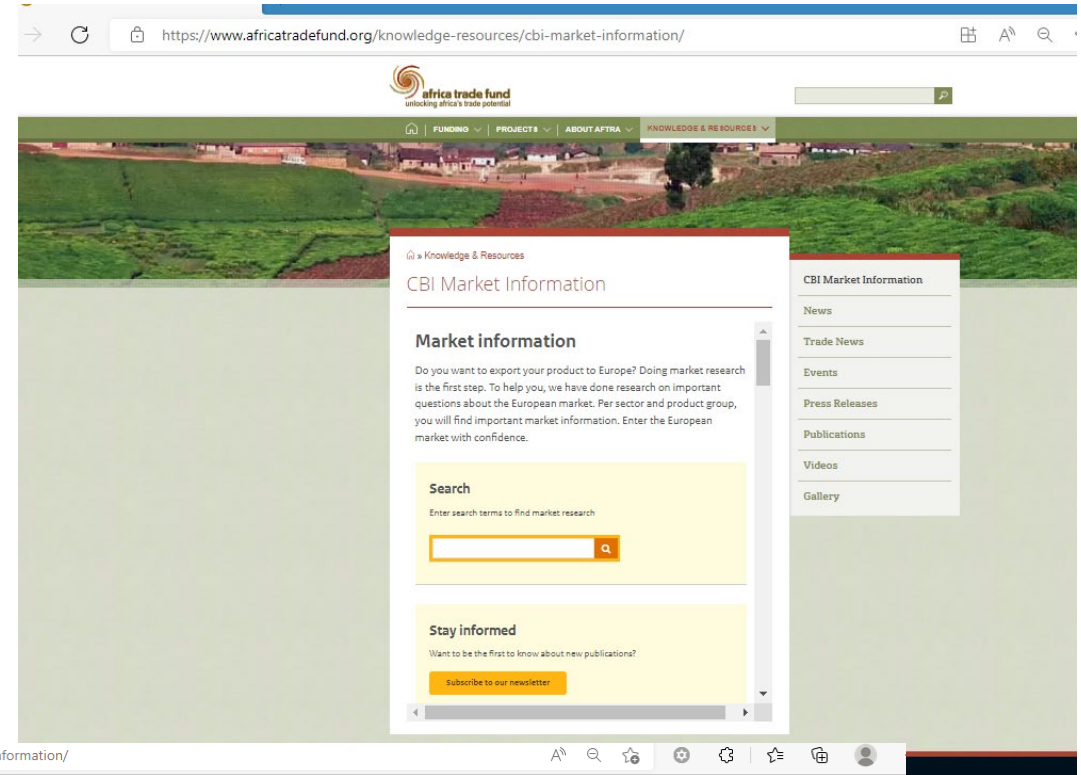 https://www.africatradefund.org/knowledge-resources/cbi-market-information/
africa trade fund
unlocking africa's trade potential
FUNDING | PROJECTS | ABOUT AFTRA | KNOWLEDGE & RESOURCES
» Knowledge & Resources
CBI Market Information
Market information
Do you want to export your product to Europe? Doing market research
is the first step. To help you, we have done research on important
questions about the European market. Per sector and product group,
you will find important market information. Enter the European
market with confidence.
Search
Enter search terms to find market research
Stay informed
Want to be the first to know about new publications?
Subscribe to our newsletter
CBI Market Information
News
Trade News
Events
Press Releases
Publications
Videos
Gallery
nformation/